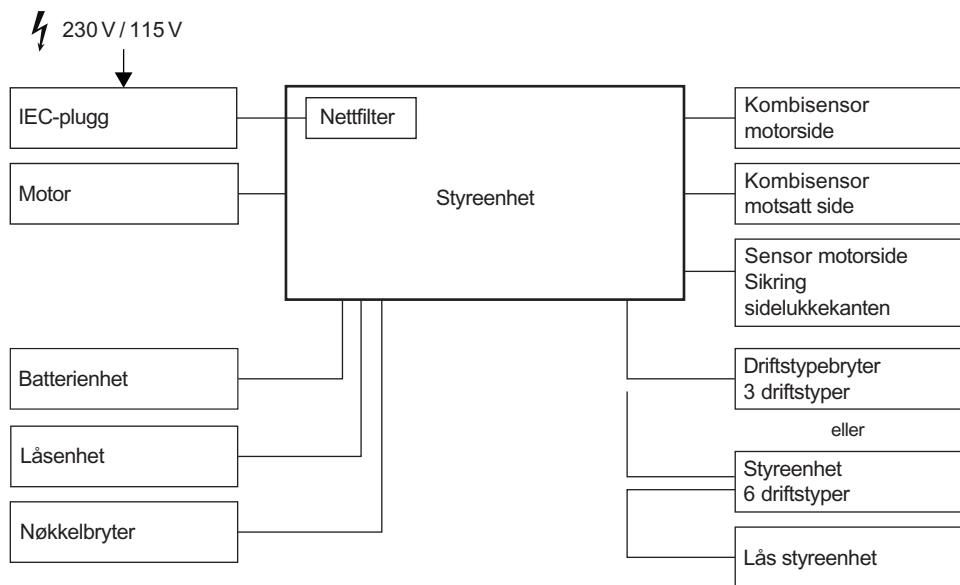 230 V / 115 V
IEC-plugg
Nettfilter
Motor
Styreenhet
Kombisensor
motorside
Kombisensor
motsatt side
Sensor motorside
Sikring
sidelukkekanten
Batterienhet
Låsenhet
Nøkkelbryter
Driftstypebryter
3 driftstyper
eller
Styreenhet
6 driftstyper
Lås styreenhet